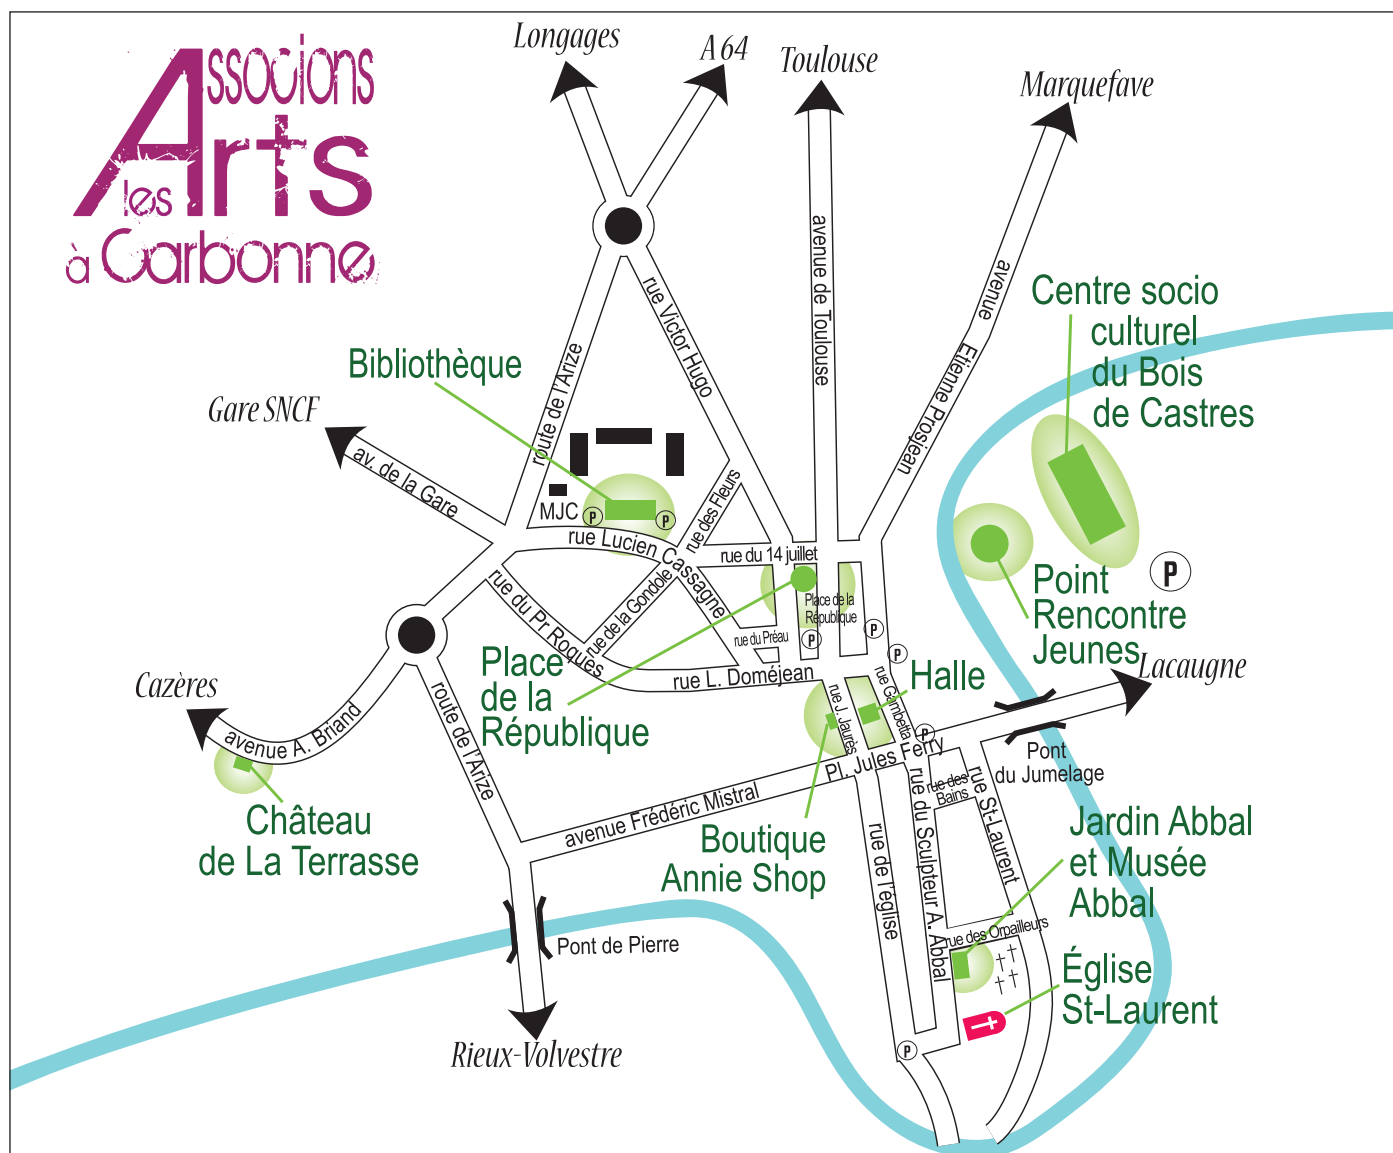 Associons
les Arts
à Carbonne
Longages
A 64
Toulouse
Marquefave
avenue de Toulouse
avenue
Etienne Prosjean
rue Victor Hugo
route de l'Arize
Centre socio
culturel
du Bois
de Castres
Bibliothèque
Gare SNCF
av. de la Gare
MJC
P
P
rue Lucien Cassagne
rue des Fleurs
rue du 14 juillet
rue de la Gondole
rue du Pr Roques
Place de la
République
rue du Préau
P
P
P
P
Point
Rencontre
Jeunes
P
Place
de la
République
rue L. Doméjean
Halle
rue J. Jaurès
rue Gambetta
Lacaugne
Cazères
avenue A. Briand
route de l'Arize
Pl. Jules Ferry
avenue Frédéric Mistral
Pont
du Jumelage
rue des
Bains
rue St-Laurent
rue du Sculpteur A. Abbal
rue de l'église
Château
de La Terrasse
Boutique
Annie Shop
Jardin Abbal
et Musée
Abbal
rue des Orpailleurs
Pont de Pierre
Église
St-Laurent
P
Rieux-Volvestre